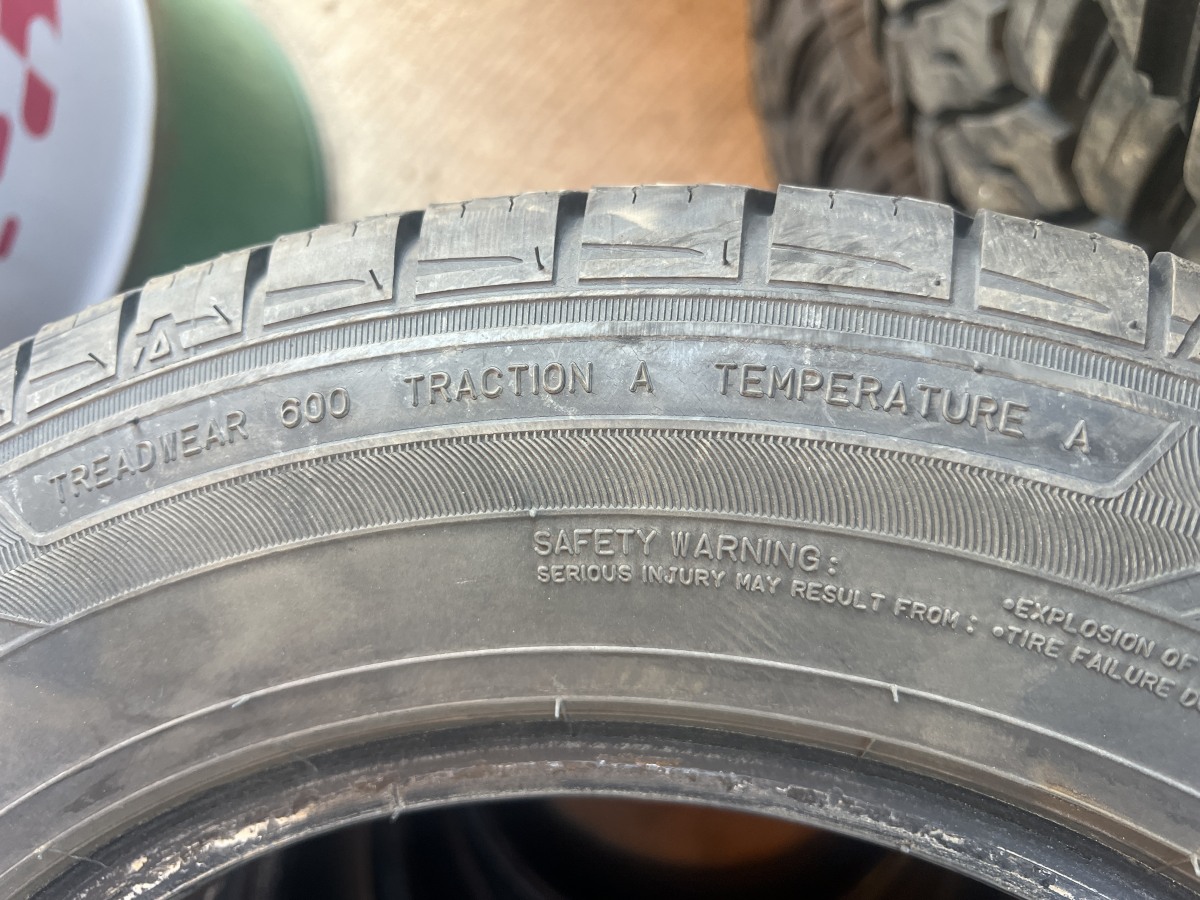 TREADWEAR 600 TRACTION A TEMPERATURE A
SAFETY WARNING:
SERIOUS INJURY MAY RESULT FROM:
•EXPLOSION OF
•TIRE FAILURE D